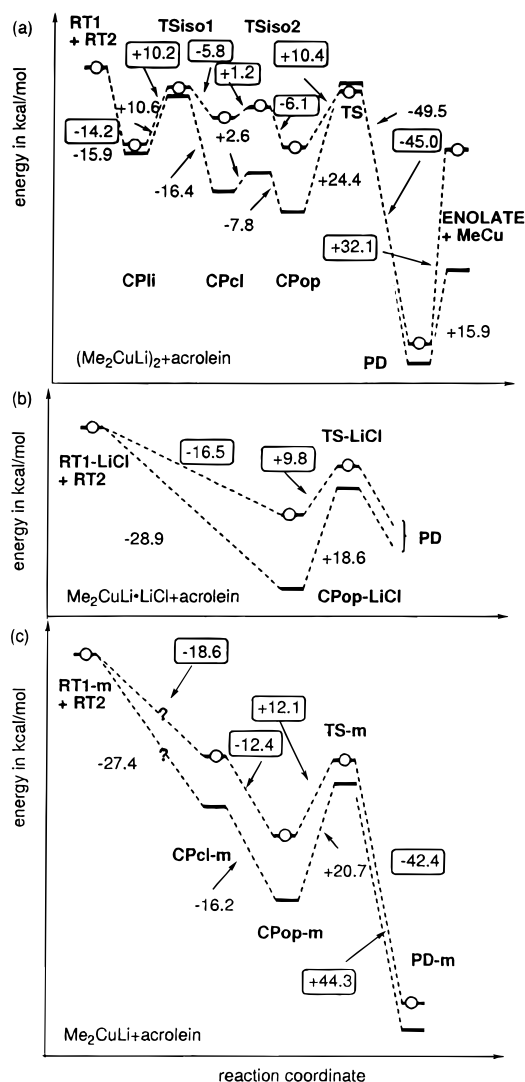 (a)
RT1
+ RT2
TSiso1
TSiso2
+10.2
-5.8
+1.2
+10.4
+10.6
-6.1
TS
-49.5
-14.2
-15.9
+2.6
-45.0
-16.4
-7.8
+24.4
ENOLATE
+ MeCu
+32.1
CPli
CPcl
CPop
+15.9
PD
(Me2CuLi)2+acrolein
energy in kcal/mol
(b)
RT1-LiCl
+ RT2
-16.5
TS-LiCl
+9.8
-28.9
+18.6
PD
CPop-LiCl
Me2CuLi•LiCl+acrolein
energy in kcal/mol
(c)
RT1-m
+ RT2
-18.6
?
?
+12.1
TS-m
-12.4
-27.4
CPcl-m
+20.7
-42.4
-16.2
CPop-m
PD-m
+44.3
Me2CuLi+acrolein
energy in kcal/mol
reaction coordinate